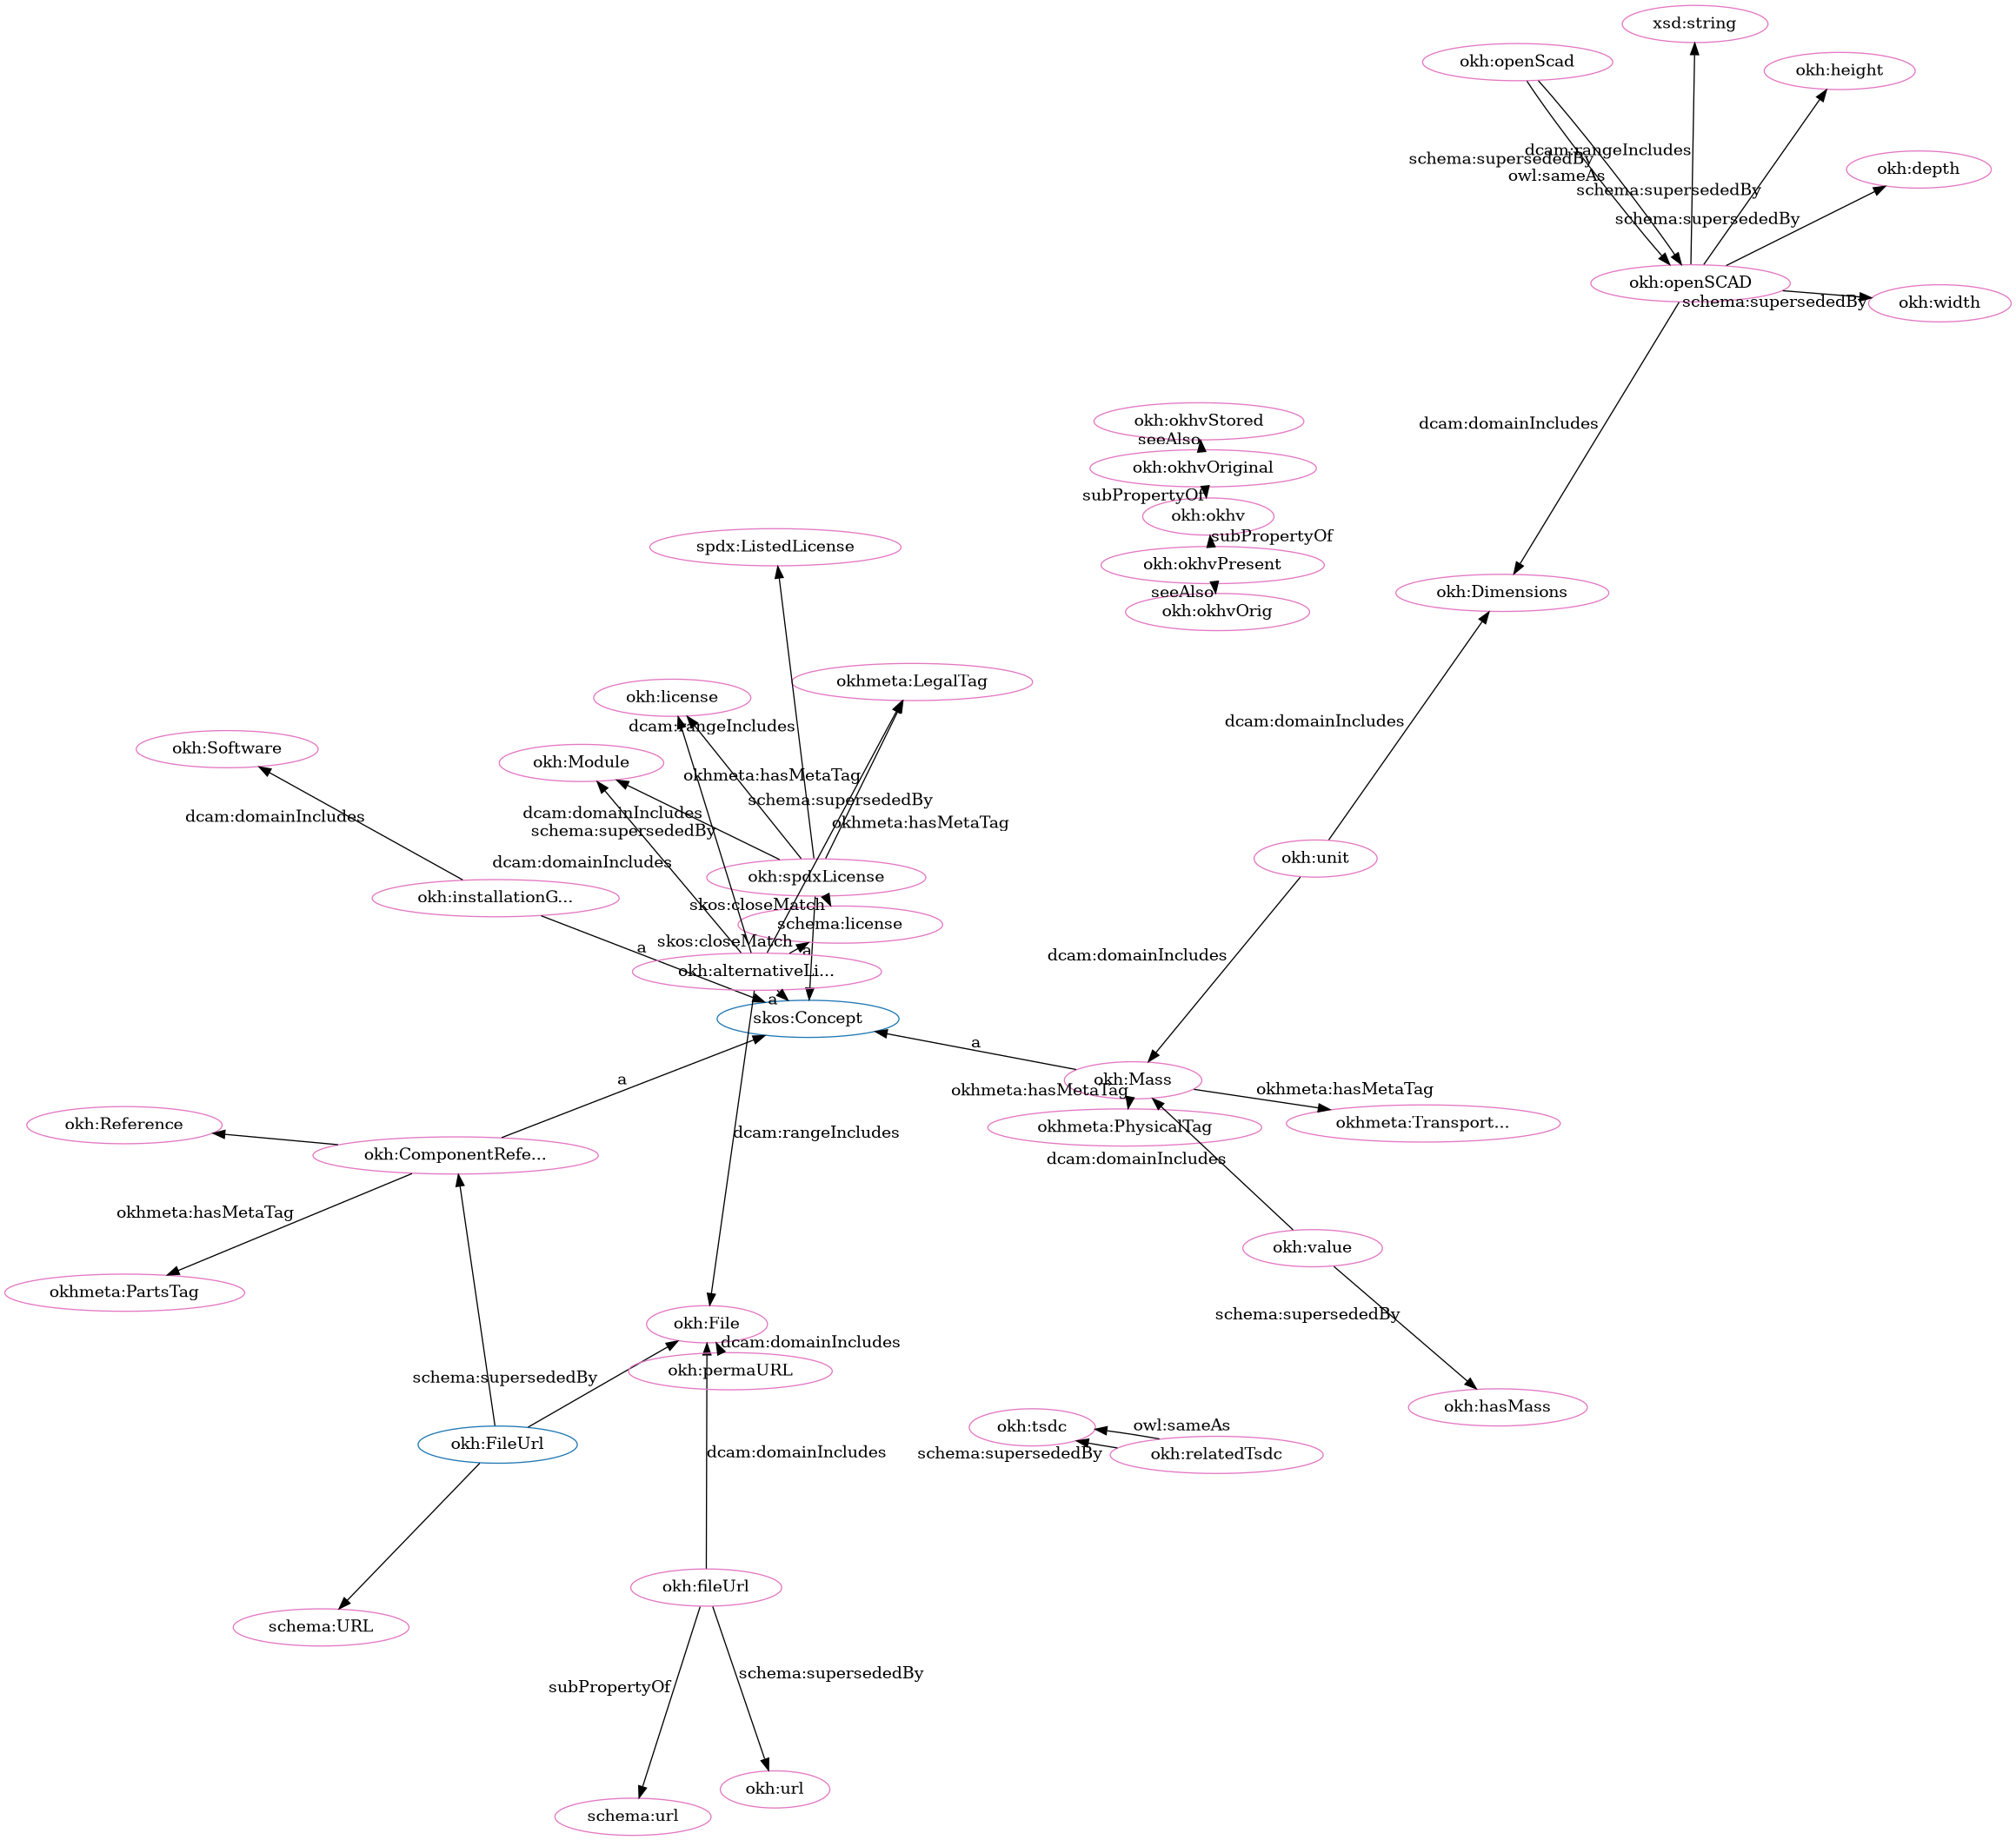 xsd:string
okh:openScad
okh:height
dcam:rangeIncludes
schema:supersededBy
okh:depth
owl:sameAs
schema:supersededBy
schema:supersededBy
okh:openSCAD
schema:supersededBy
okh:width
okh:okhvStored
dcam:domainIncludes
seeAlso
okh:okhvOriginal
subPropertyOf
okh:okhv
subPropertyOf
spdx:ListedLicense
okh:okhvPresent
seeAlso
okh:Dimensions
okh:okhvOrig
okhmeta:LegalTag
okh:license
dcam:domainIncludes
dcam:rangeIncludes
okh:Software
okh:Module
okhmeta:hasMetaTag
schema:supersededBy
dcam:domainIncludes
dcam:domainIncludes
okhmeta:hasMetaTag
schema:supersededBy
okh:unit
dcam:domainIncludes
okh:spdxLicense
okh:installationG...
skos:closeMatch
schema:license
skos:closeMatch
a
a
dcam:domainIncludes
okh:alternativeLi...
a
skos:Concept
a
a
okh:Mass
okhmeta:hasMetaTag
okhmeta:hasMetaTag
okh:Reference
okhmeta:PhysicalTag
okhmeta:Transport...
dcam:rangeIncludes
okh:ComponentRefe...
dcam:domainIncludes
okhmeta:hasMetaTag
okh:value
okhmeta:PartsTag
schema:supersededBy
okh:File
dcam:domainIncludes
okh:permaURL
schema:supersededBy
okh:hasMass
okh:tsdc
owl:sameAs
okh:FileUrl
dcam:domainIncludes
schema:supersededBy
okh:relatedTsdc
okh:fileUrl
schema:URL
schema:supersededBy
subPropertyOf
okh:url
schema:url